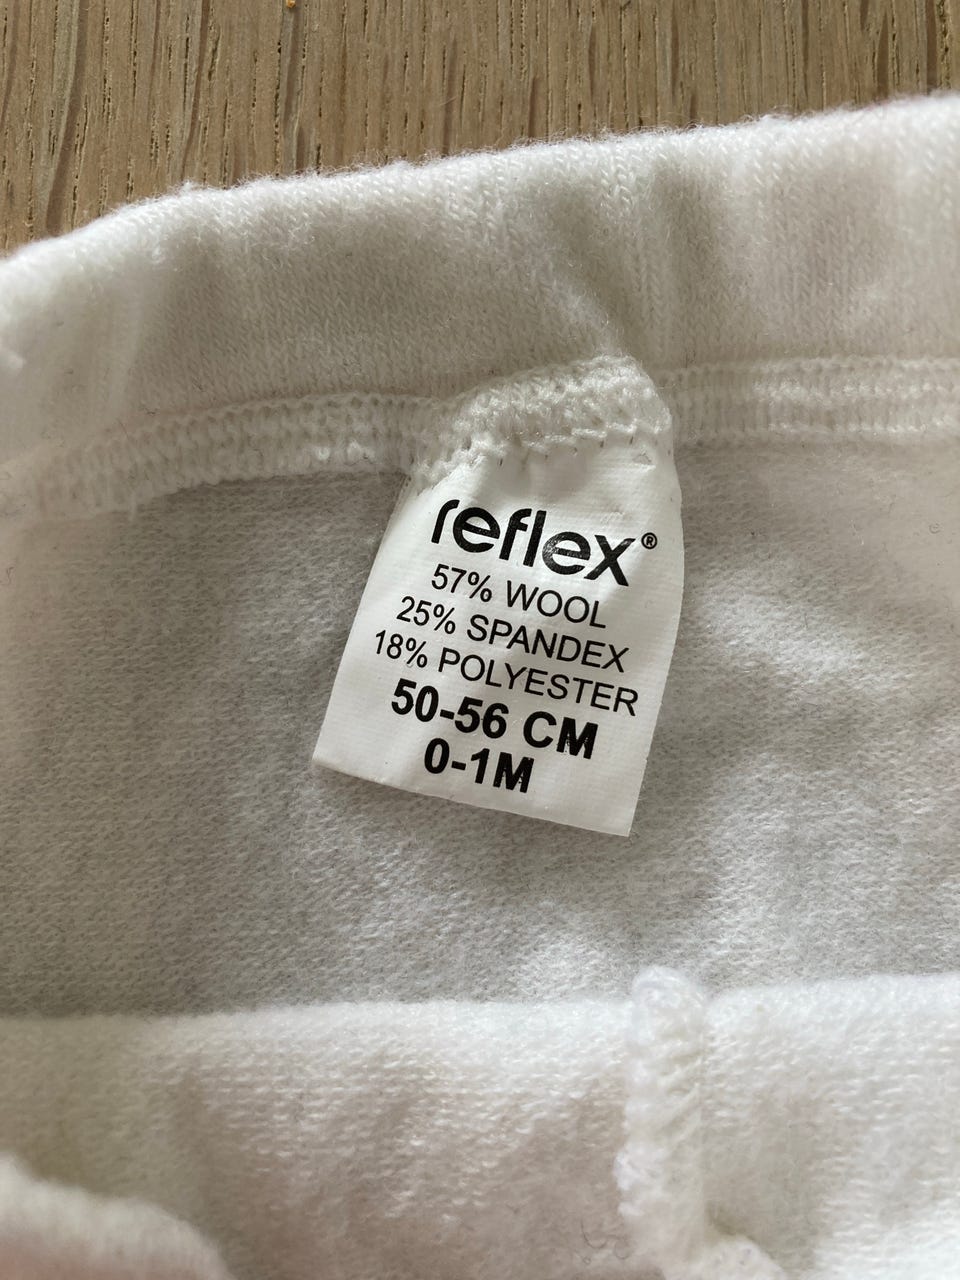 reflex®
57% WOOL
25% SPANDEX
18% POLYESTER
50-56 CM
0-1M